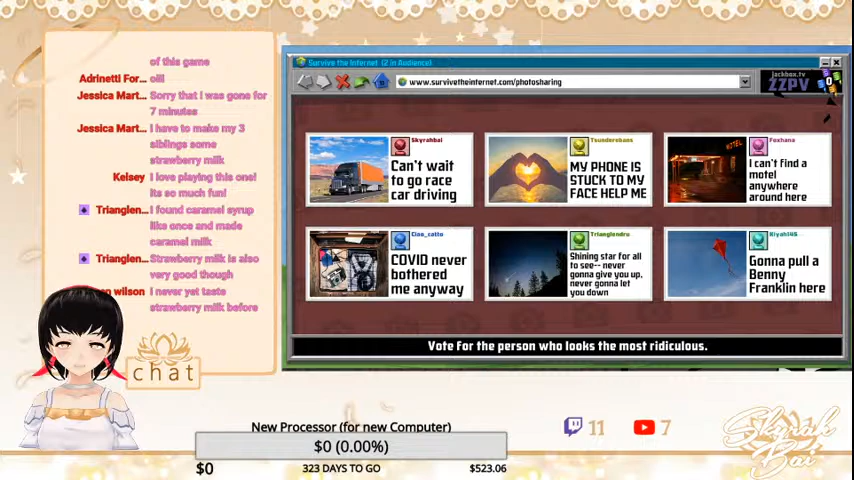 of this game
Adrinetti For... oiii
Jessica Mart... Sorry that I was gone for
7 minutes
Jessica Mart... I have to make my 3
siblings some
strawberry milk
Kelsey I love playing this one!
Its so much fun!
Trianglen... I found caramel syrup
like once and made
caramel milk
Trianglen... Strawberry milk is also
very good though
wilson I never yet taste
strawberry milk before
chat
Survive the Internet (2 in Audience)
www.survivetheinternet.com/photosharing
jackbox.tv
ZZPV
0
Skyrahbai
Can't wait
to go race
car driving
Tsunderbans
MY PHONE IS
STUCK TO MY
FACE HELP ME
MOTEL
Foxhana
I can't find a
motel
anywhere
around here
Ciao_catto
COVID never
bothered
me anyway
Trianglendru
Shining star for all
to see-- never
gonna give you up,
never gonna let
you down
Kiyah145
Gonna pull a
Benny
Franklin here
Vote for the person who looks the most ridiculous.
New Processor (for new Computer)
$0 (0.00%)
$0
323 DAYS TO GO
$523.06
11
7
Skyrah
Bai